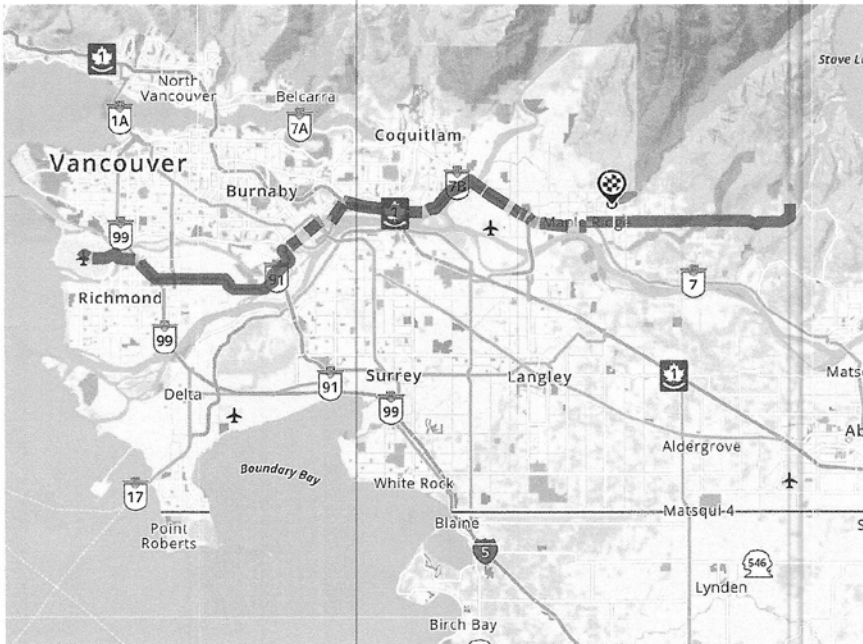 Stave L
1
North
Vancouver
Belcarra
1A
7A
Coquitlam
Vancouver
7B
Burnaby
1
Maple Ridge
99
91
7
Richmond
99
91
Surrey
Langley
1
Mats
Delta
99
Ab
Aldergrove
Boundary Bay
17
White Rock
Matsqui 4
Point
Roberts
Blaine
S
5
546
Lynden
Birch Bay